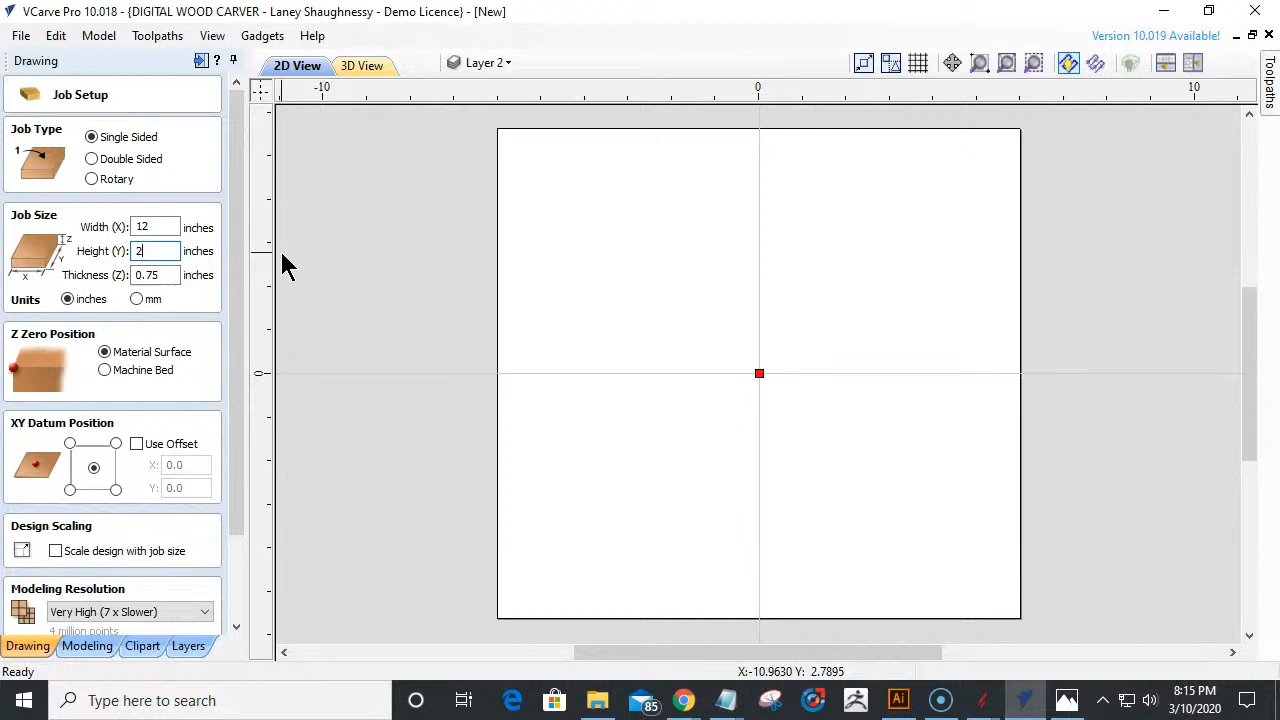 VCarve Pro 10.018 - {DIGITAL WOOD CARVER - Laney Shaughnessy - Demo Licence} - [New]
File Edit Model Toolpaths View Gadgets Help Version 10.019 Available!
Drawing ? 2D View 3D View Layer 2
Toolpaths
Job Setup
-10 0 10
Job Type
Single Sided
1
Double Sided
Rotary
Job Size
Width (X): 12 inches
Z
Height (Y): 2 inches
Y
Thickness (Z): 0.75 inches
X
Units inches mm
Z Zero Position
Material Surface
Machine Bed
0
XY Datum Position
Use Offset
X: 0.0
Y: 0.0
Design Scaling
Scale design with job size
Modeling Resolution
Very High (7 x Slower)
4 million points
Drawing Modeling Clipart Layers
Ready X:-10.9630 Y: 2.7895
Type here to search
85
Ai
8:15 PM
3/10/2020